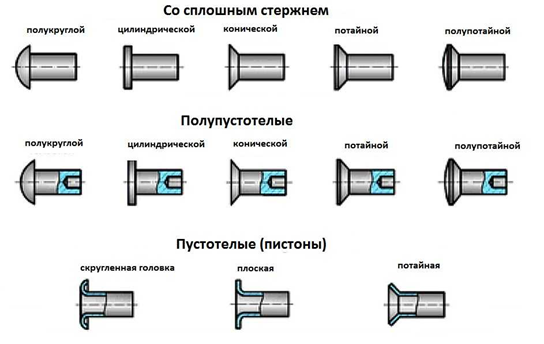 Со сплошным стержнем
полукруглой цилиндрической конической потайной полупотайной
Полупустотелые
полукруглой цилиндрической конической потайной полупотайной
Пустотелые (пистоны)
скругленная головка плоская потайная